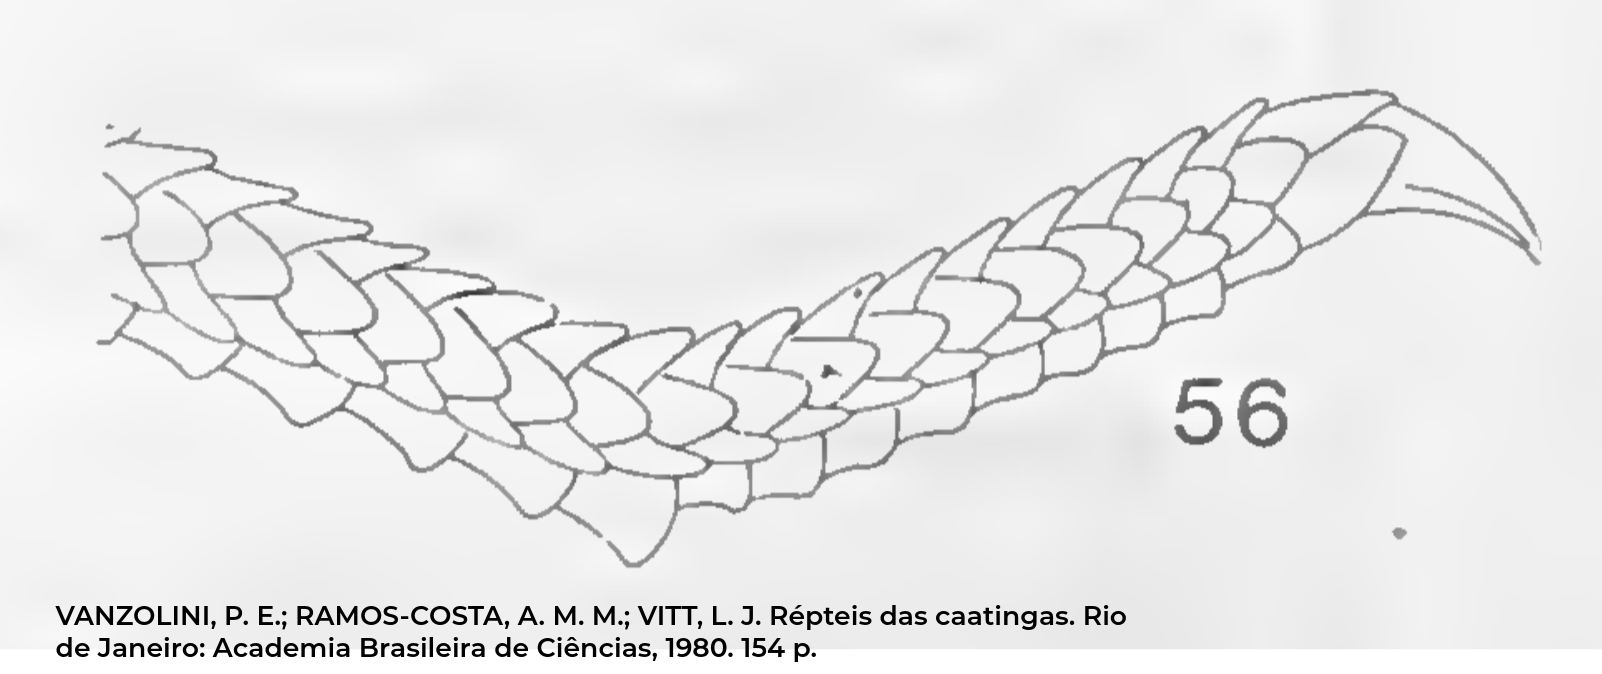 56
VANZOLINI, P. E.; RAMOS-COSTA, A. M. M.; VITT, L. J. Répteis das caatingas. Rio
de Janeiro: Academia Brasileira de Ciências, 1980. 154 p.